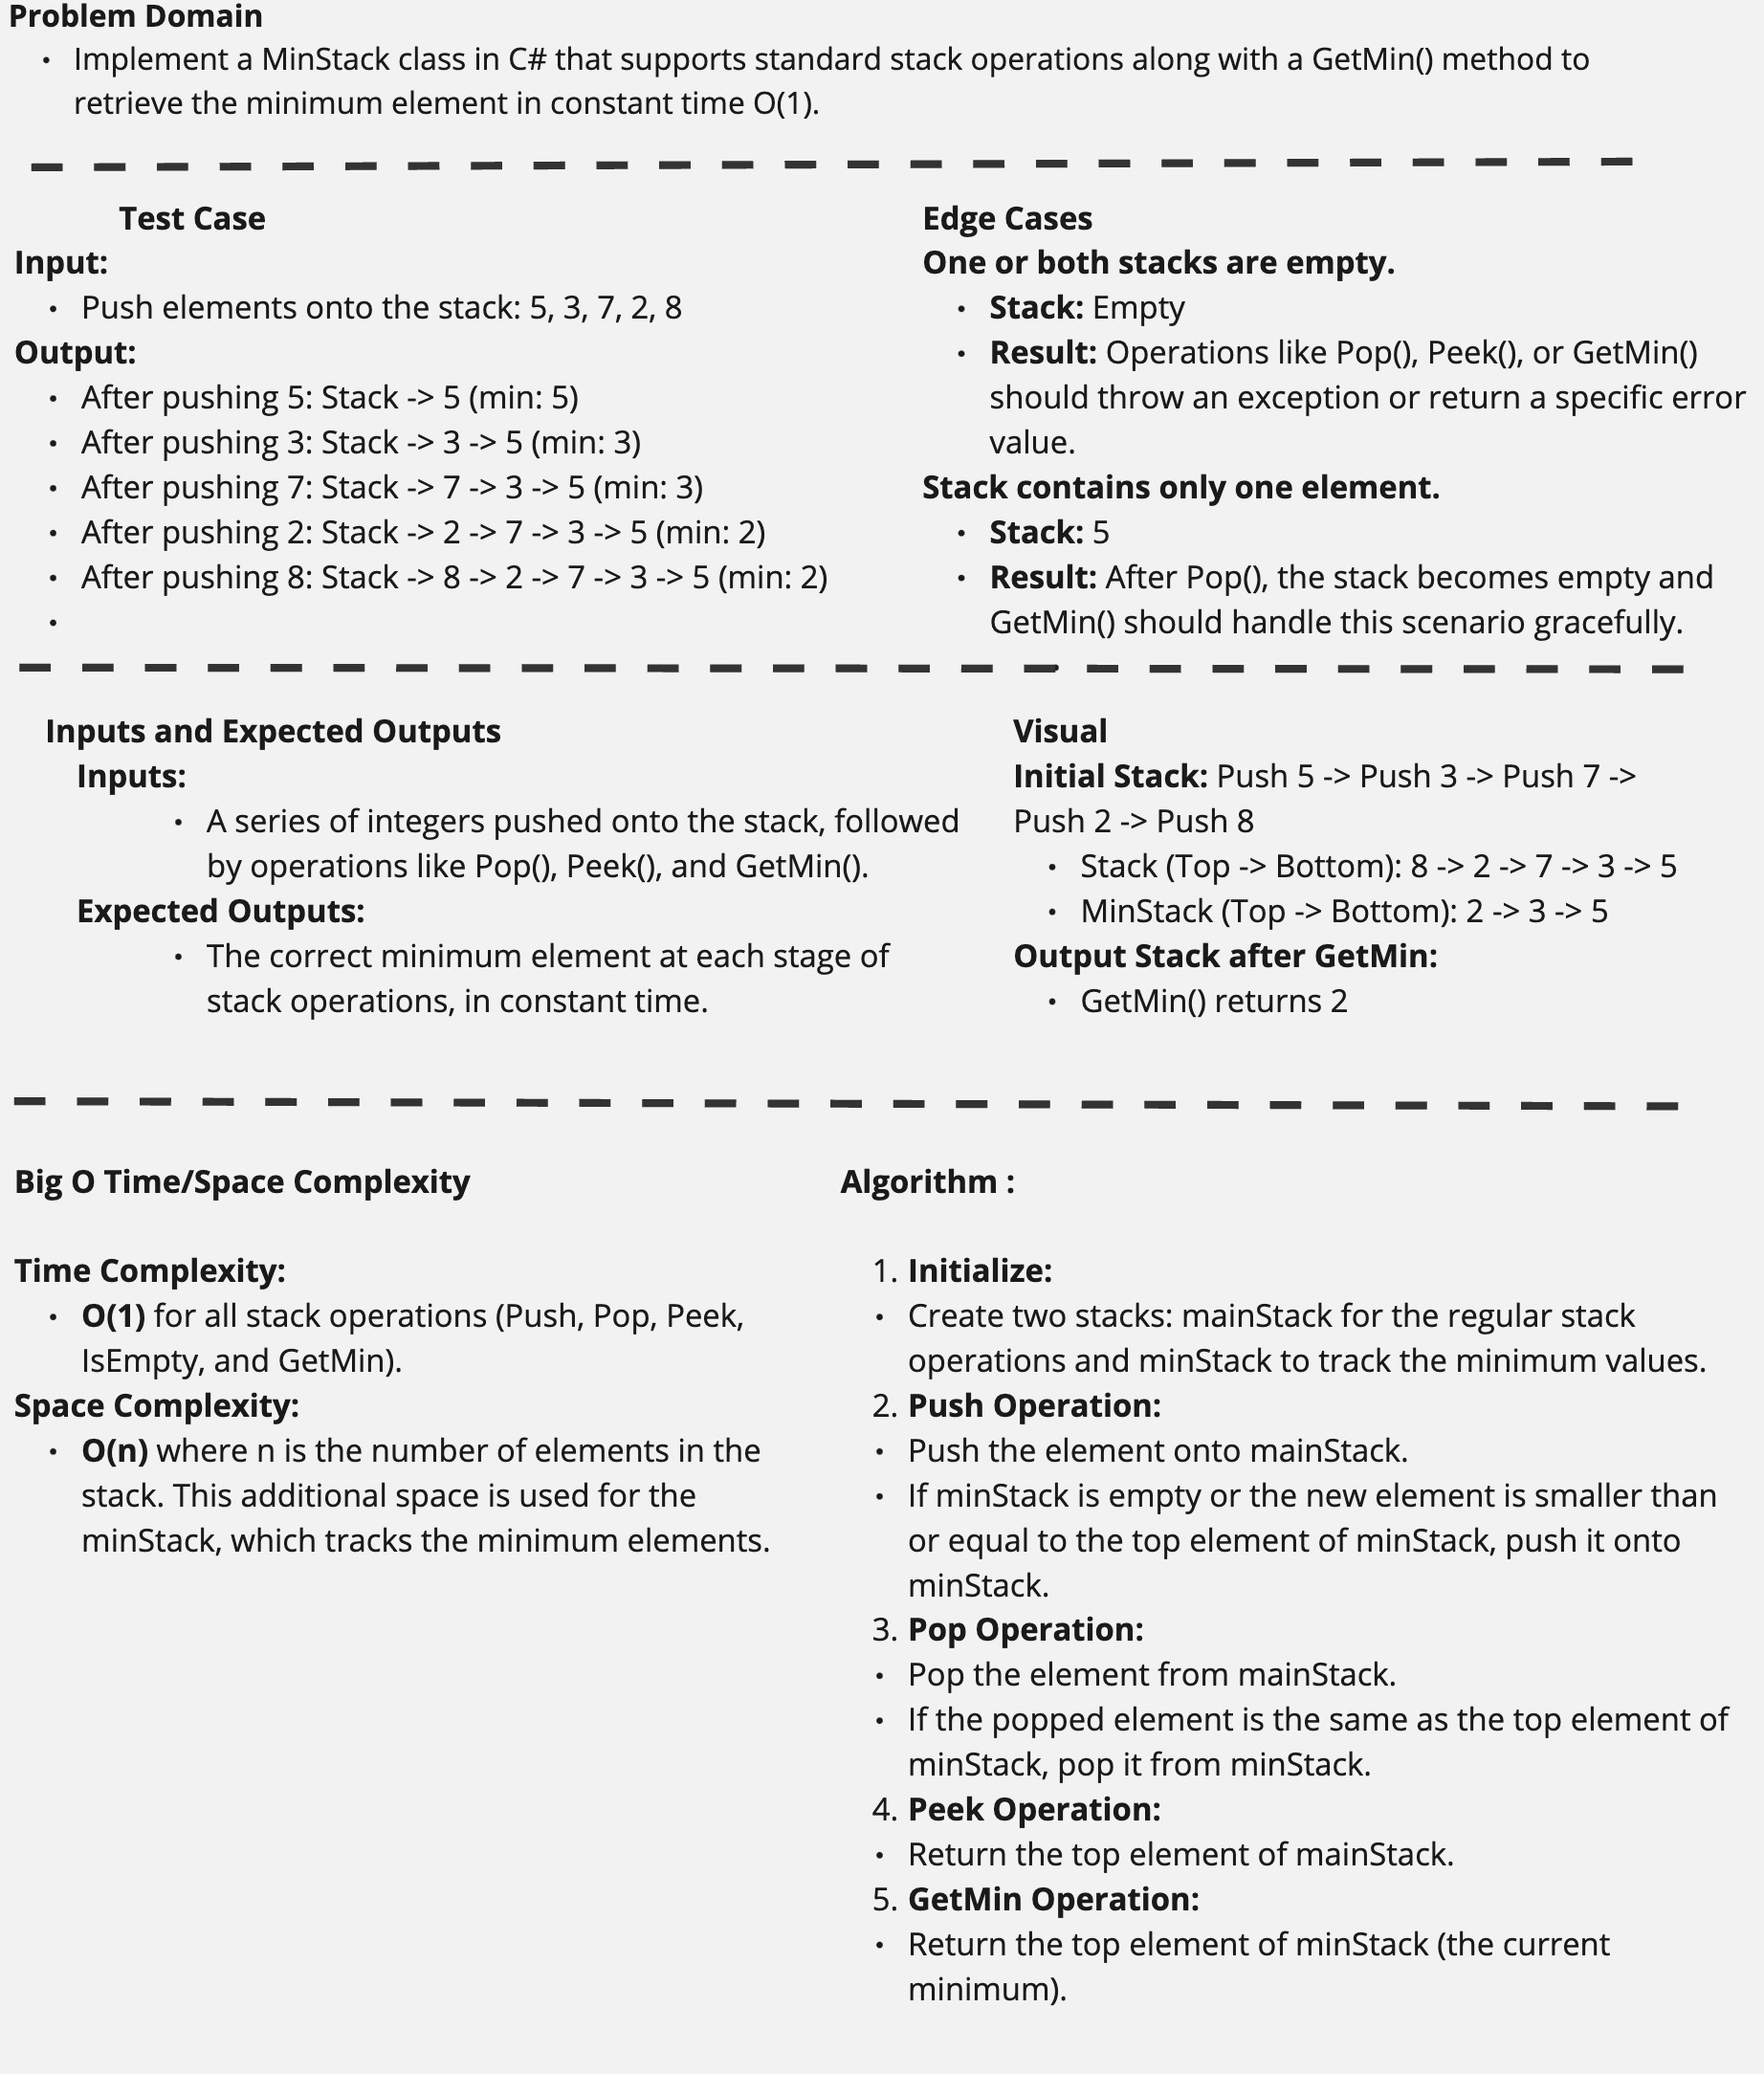 Problem Domain
• Implement a MinStack class in C# that supports standard stack operations along with a GetMin() method to
retrieve the minimum element in constant time O(1).
Test Case
Input:
• Push elements onto the stack: 5, 3, 7, 2, 8
Output:
• After pushing 5: Stack -> 5 (min: 5)
• After pushing 3: Stack -> 3 -> 5 (min: 3)
• After pushing 7: Stack -> 7 -> 3 -> 5 (min: 3)
• After pushing 2: Stack -> 2 -> 7 -> 3 -> 5 (min: 2)
• After pushing 8: Stack -> 8 -> 2 -> 7 -> 3 -> 5 (min: 2)
•
Edge Cases
One or both stacks are empty.
• Stack: Empty
• Result: Operations like Pop(), Peek(), or GetMin()
should throw an exception or return a specific error
value.
Stack contains only one element.
• Stack: 5
• Result: After Pop(), the stack becomes empty and
GetMin() should handle this scenario gracefully.
Inputs and Expected Outputs
Inputs:
• A series of integers pushed onto the stack, followed
by operations like Pop(), Peek(), and GetMin().
Expected Outputs:
• The correct minimum element at each stage of
stack operations, in constant time.
Visual
Initial Stack: Push 5 -> Push 3 -> Push 7 ->
Push 2 -> Push 8
• Stack (Top -> Bottom): 8 -> 2 -> 7 -> 3 -> 5
• MinStack (Top -> Bottom): 2 -> 3 -> 5
Output Stack after GetMin:
• GetMin() returns 2
Big O Time/Space Complexity
Time Complexity:
• O(1) for all stack operations (Push, Pop, Peek,
IsEmpty, and GetMin).
Space Complexity:
• O(n) where n is the number of elements in the
stack. This additional space is used for the
minStack, which tracks the minimum elements.
Algorithm :
1. Initialize:
• Create two stacks: mainStack for the regular stack
operations and minStack to track the minimum values.
2. Push Operation:
• Push the element onto mainStack.
• If minStack is empty or the new element is smaller than
or equal to the top element of minStack, push it onto
minStack.
3. Pop Operation:
• Pop the element from mainStack.
• If the popped element is the same as the top element of
minStack, pop it from minStack.
4. Peek Operation:
• Return the top element of mainStack.
5. GetMin Operation:
• Return the top element of minStack (the current
minimum).